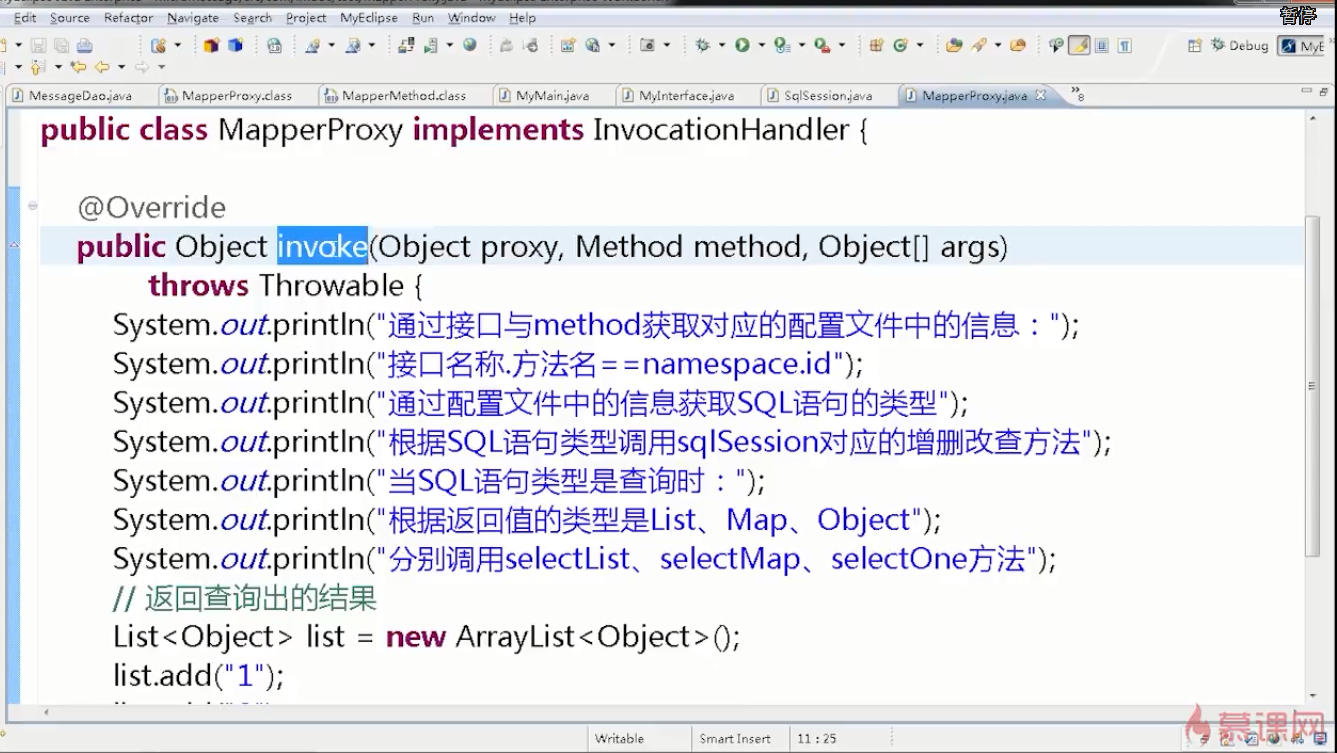 暂停
Edit Source Refactor Navigate Search Project MyEclipse Run Window Help
Debug MyE
MessageDao.java MapperProxy.class MapperMethod.class MyMain.java MyInterface.java SqlSession.java MapperProxy.java »8
public class MapperProxy implements InvocationHandler {
@Override
public Object invoke(Object proxy, Method method, Object[] args)
throws Throwable {
System.out.println("通过接口与method获取对应的配置文件中的信息：");
System.out.println("接口名称.方法名==namespace.id");
System.out.println("通过配置文件中的信息获取SQL语句的类型");
System.out.println("根据SQL语句类型调用sqlSession对应的增删改查方法");
System.out.println("当SQL语句类型是查询时：");
System.out.println("根据返回值的类型是List、Map、Object");
System.out.println("分别调用selectList、selectMap、selectOne方法");
// 返回查询出的结果
List<Object> list = new ArrayList<Object>();
list.add("1");
Writable Smart Insert 11 : 25
慕课网